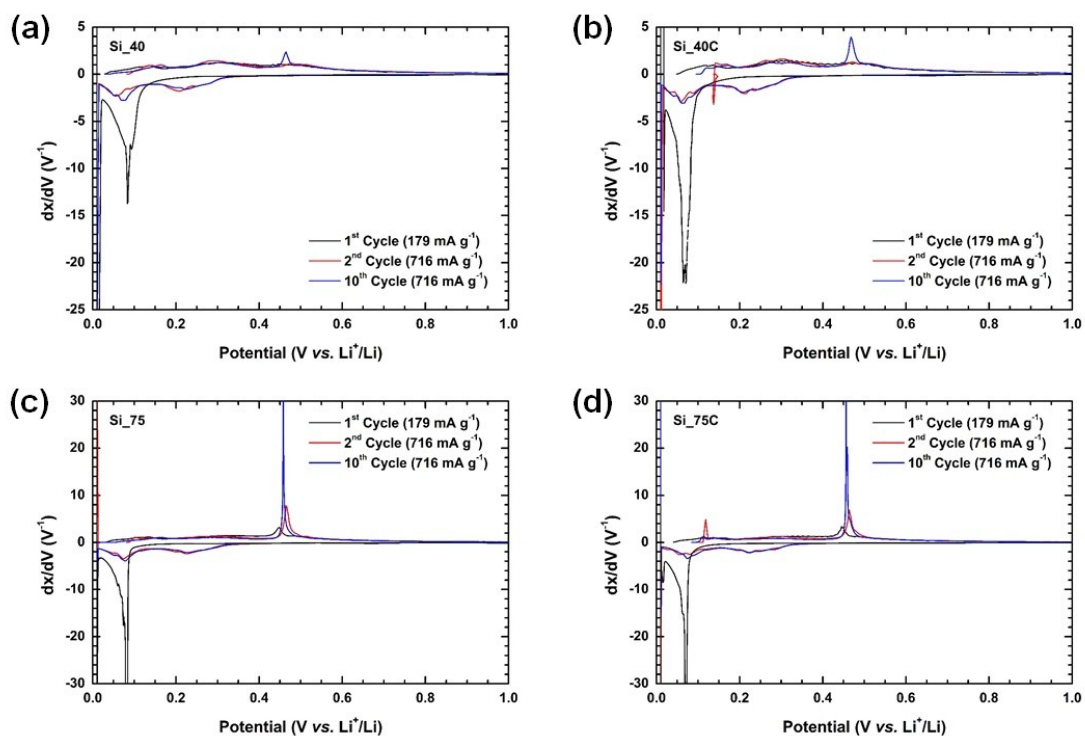 (a)
Si_40
5
0
-5
-10
-15
-20
-25
dx/dV (V⁻¹)
1ˢᵗ Cycle (179 mA g⁻¹)
2ⁿᵈ Cycle (716 mA g⁻¹)
10ᵗʰ Cycle (716 mA g⁻¹)
0.0 0.2 0.4 0.6 0.8 1.0
Potential (V vs. Li⁺/Li)
(b)
Si_40C
5
0
-5
-10
-15
-20
-25
dx/dV (V⁻¹)
1ˢᵗ Cycle (179 mA g⁻¹)
2ⁿᵈ Cycle (716 mA g⁻¹)
10ᵗʰ Cycle (716 mA g⁻¹)
0.0 0.2 0.4 0.6 0.8 1.0
Potential (V vs. Li⁺/Li)
(c)
Si_75
1ˢᵗ Cycle (179 mA g⁻¹)
2ⁿᵈ Cycle (716 mA g⁻¹)
10ᵗʰ Cycle (716 mA g⁻¹)
30
20
10
0
-10
-20
-30
dx/dV (V⁻¹)
0.0 0.2 0.4 0.6 0.8 1.0
Potential (V vs. Li⁺/Li)
(d)
Si_75C
1ˢᵗ Cycle (179 mA g⁻¹)
2ⁿᵈ Cycle (716 mA g⁻¹)
10ᵗʰ Cycle (716 mA g⁻¹)
30
20
10
0
-10
-20
-30
dx/dV (V⁻¹)
0.0 0.2 0.4 0.6 0.8 1.0
Potential (V vs. Li⁺/Li)